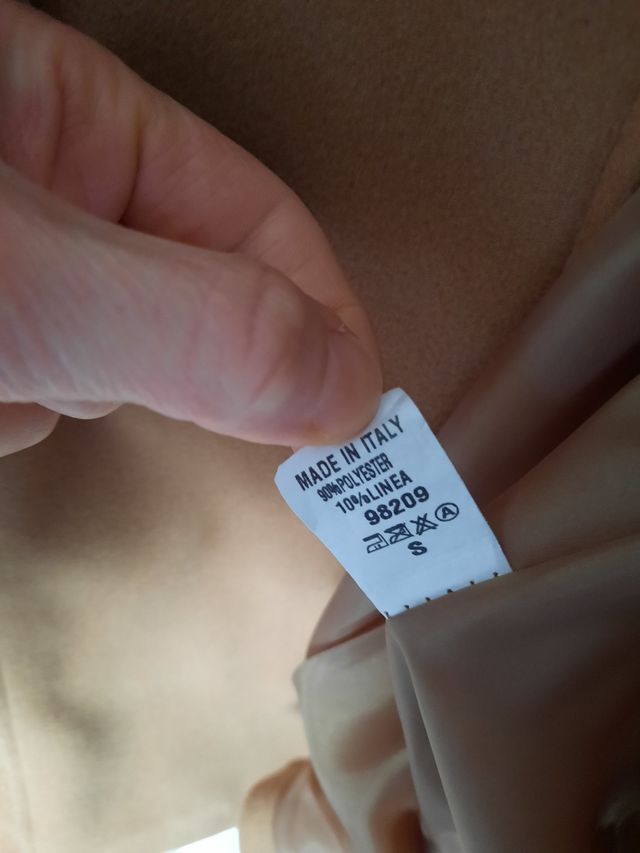 MADE IN ITALY
90%POLYESTER
10%LINEA
98209
A
S